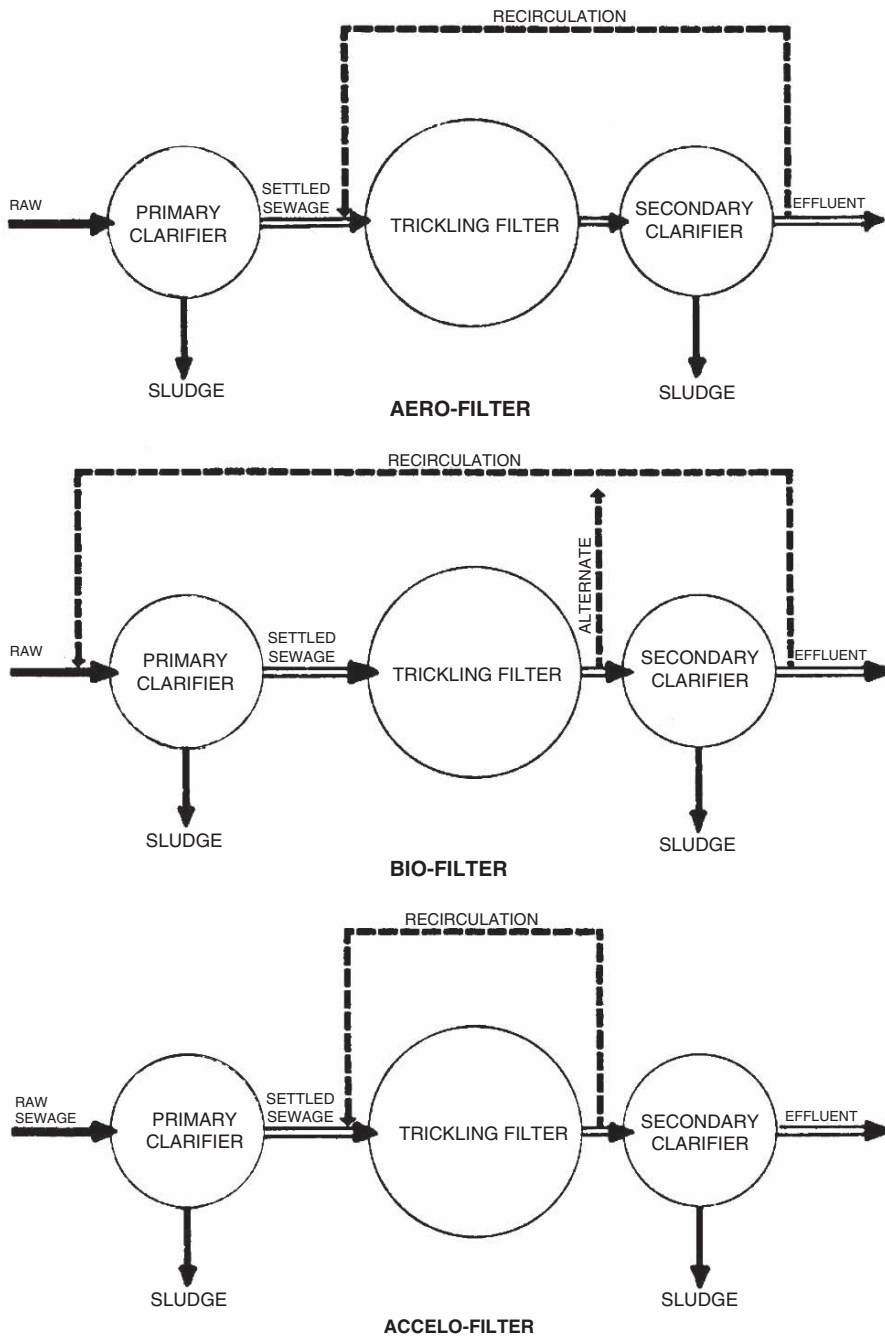 RECIRCULATION
RAW
PRIMARY
CLARIFIER
SETTLED
SEWAGE
TRICKLING FILTER
SECONDARY
CLARIFIER
EFFLUENT
SLUDGE
SLUDGE
AERO-FILTER
RECIRCULATION
ALTERNATE
RAW
PRIMARY
CLARIFIER
SETTLED
SEWAGE
TRICKLING FILTER
SECONDARY
CLARIFIER
EFFLUENT
SLUDGE
SLUDGE
BIO-FILTER
RECIRCULATION
RAW
SEWAGE
PRIMARY
CLARIFIER
SETTLED
SEWAGE
TRICKLING FILTER
SECONDARY
CLARIFIER
EFFLUENT
SLUDGE
SLUDGE
ACCELO-FILTER